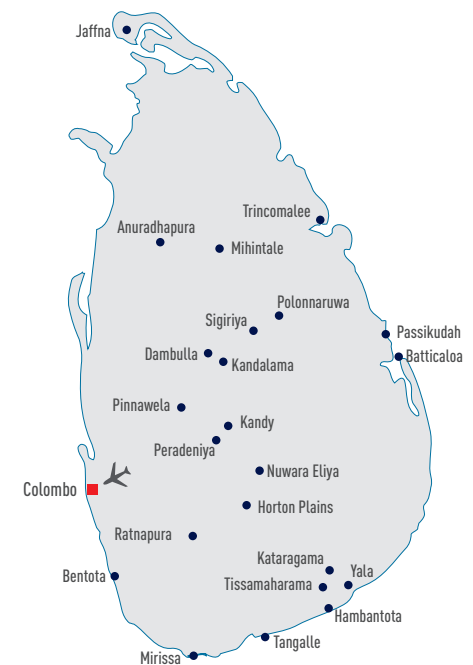 Jaffna
Trincomalee
Anuradhapura
Mihintale
Polonnaruwa
Sigiriya
Passikudah
Dambulla
Batticaloa
Kandalama
Pinnawela
Kandy
Peradeniya
Nuwara Eliya
Colombo
Horton Plains
Ratnapura
Kataragama
Yala
Bentota
Tissamaharama
Hambantota
Tangalle
Mirissa